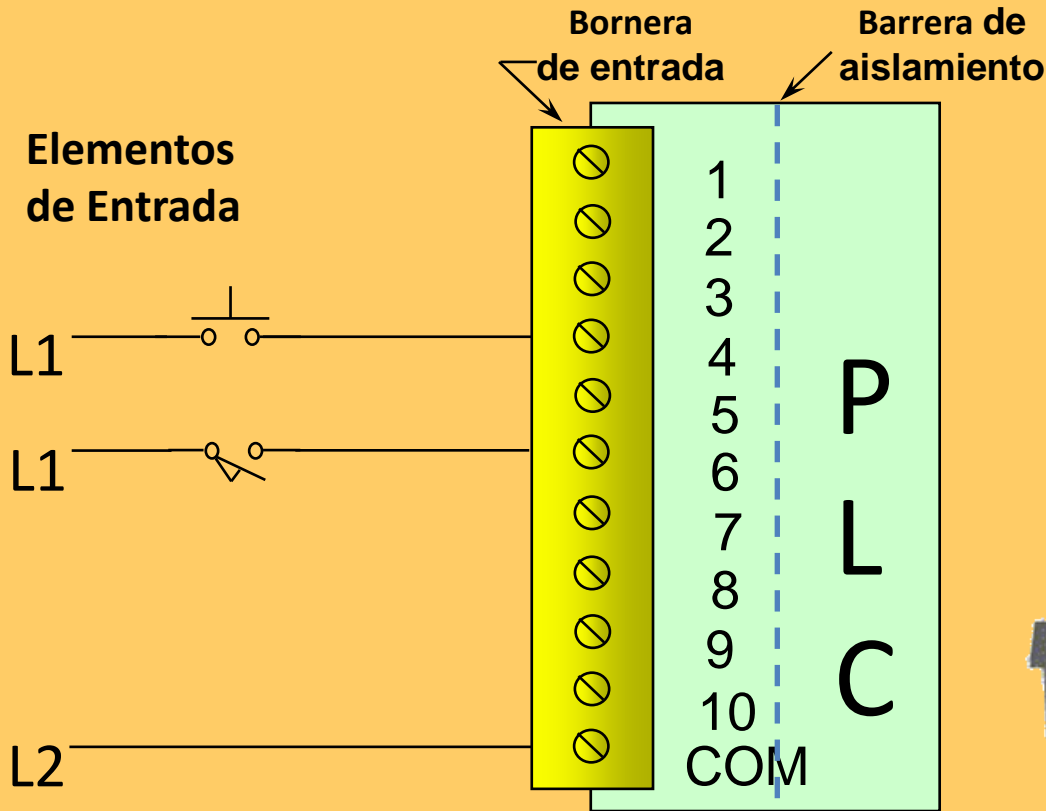 Bornera
de entrada
Barrera de
aislamiento
Elementos
de Entrada
1
2
3
L1
4
5
L1
6
7
8
9
10
L2
COM
P
L
C